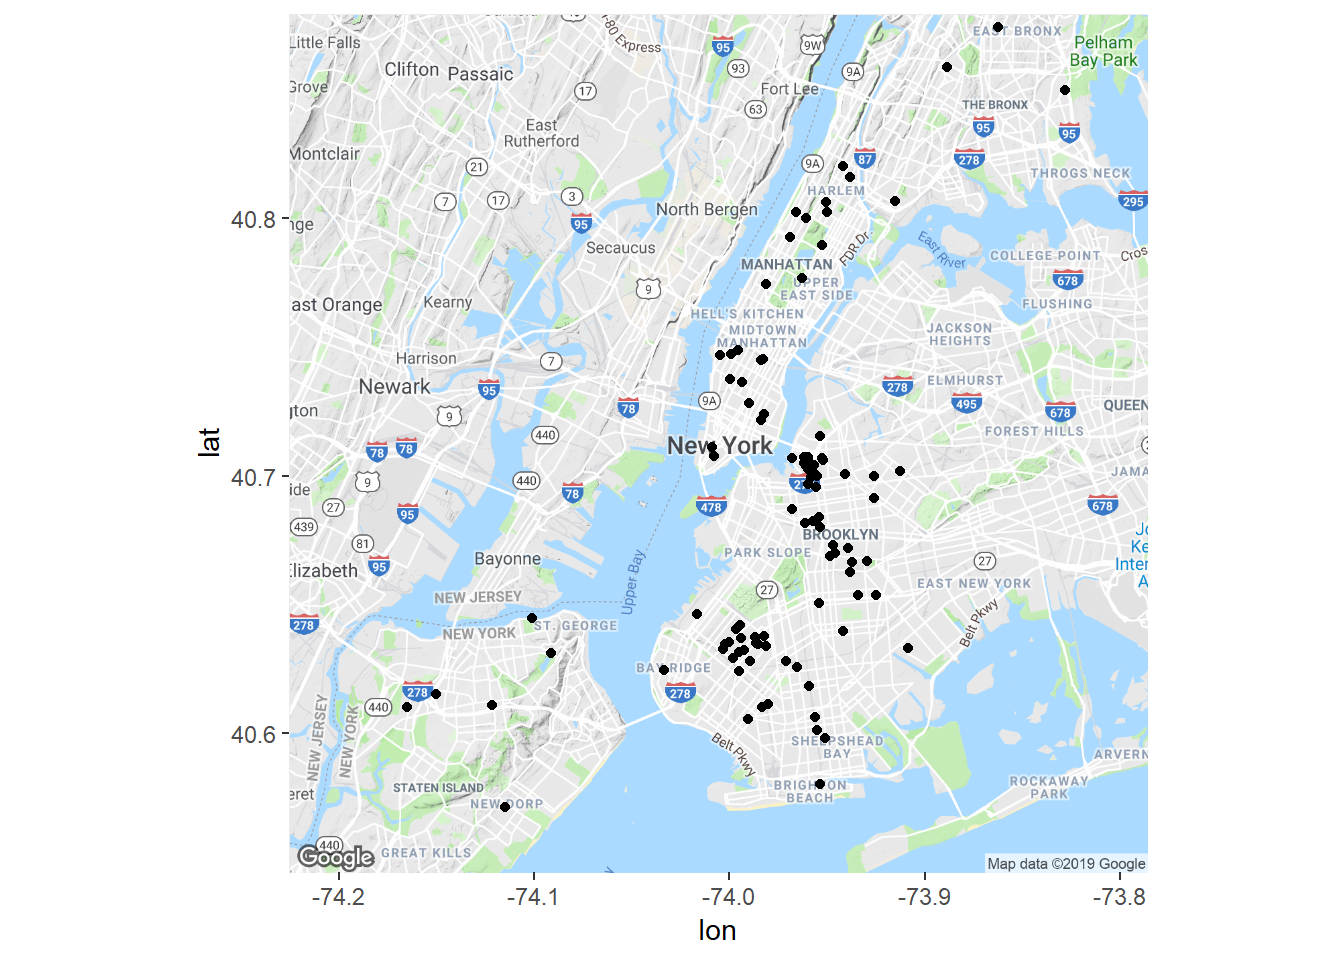 EAST BRONX
Little Falls
I-80 Express
95
9W
Pelham
Bay Park
Clifton
Passaic
93
9A
Grove
17
Fort Lee
63
THE BRONX
East
Rutherford
95
95
Montclair
21
9A
87
278
THROGS NECK
HARLEM
7
17
3
North Bergen
295
40.8
nge
95
Secaucus
FDR Dr.
East River
COLLEGE POINT
Cros
MANHATTAN
UPPER
EAST SIDE
678
9
ast Orange
Kearny
HELL'S KITCHEN
FLUSHING
MIDTOWN
MANHATTAN
JACKSON
HEIGHTS
Harrison
7
Newark
95
278
ELMHURST
gton
9
78
9A
495
678
QUEEN
440
New York
FOREST HILLS
78
78
JAMA
40.7
ide
9
440
78
27
478
678
27
439
95
81
BROOKLYN
PARK SLOPE
Bayonne
27
Elizabeth
95
EAST NEW YORK
NEW JERSEY
Upper Bay
27
278
NEW YORK
ST. GEORGE
Belt Pkwy
BAY RIDGE
278
278
440
40.6
NEW JERSEY
NEW YORK
Belt Pkwy
SHEEPSHEAD
BAY
ARVERN
STATEN ISLAND
BRIGHTON
BEACH
ROCKAWAY
PARK
eret
NEW DORP
440
GREAT KILLS
Google
Map data ©2019 Google
-74.2
-74.1
-74.0
-73.9
-73.8
lon
lat